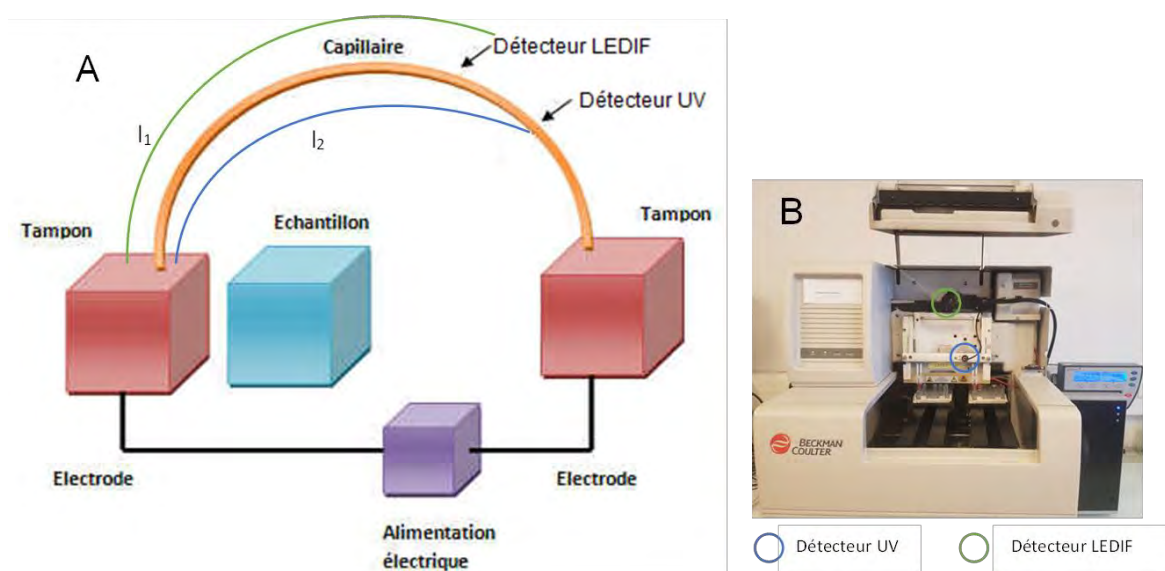 A
Capillaire
Détecteur LEDIF
Détecteur UV
l₁
l₂
Tampon
Echantillon
Tampon
Electrode
Electrode
Alimentation
électrique
B
BECKMAN
COULTER
Détecteur UV
Détecteur LEDIF